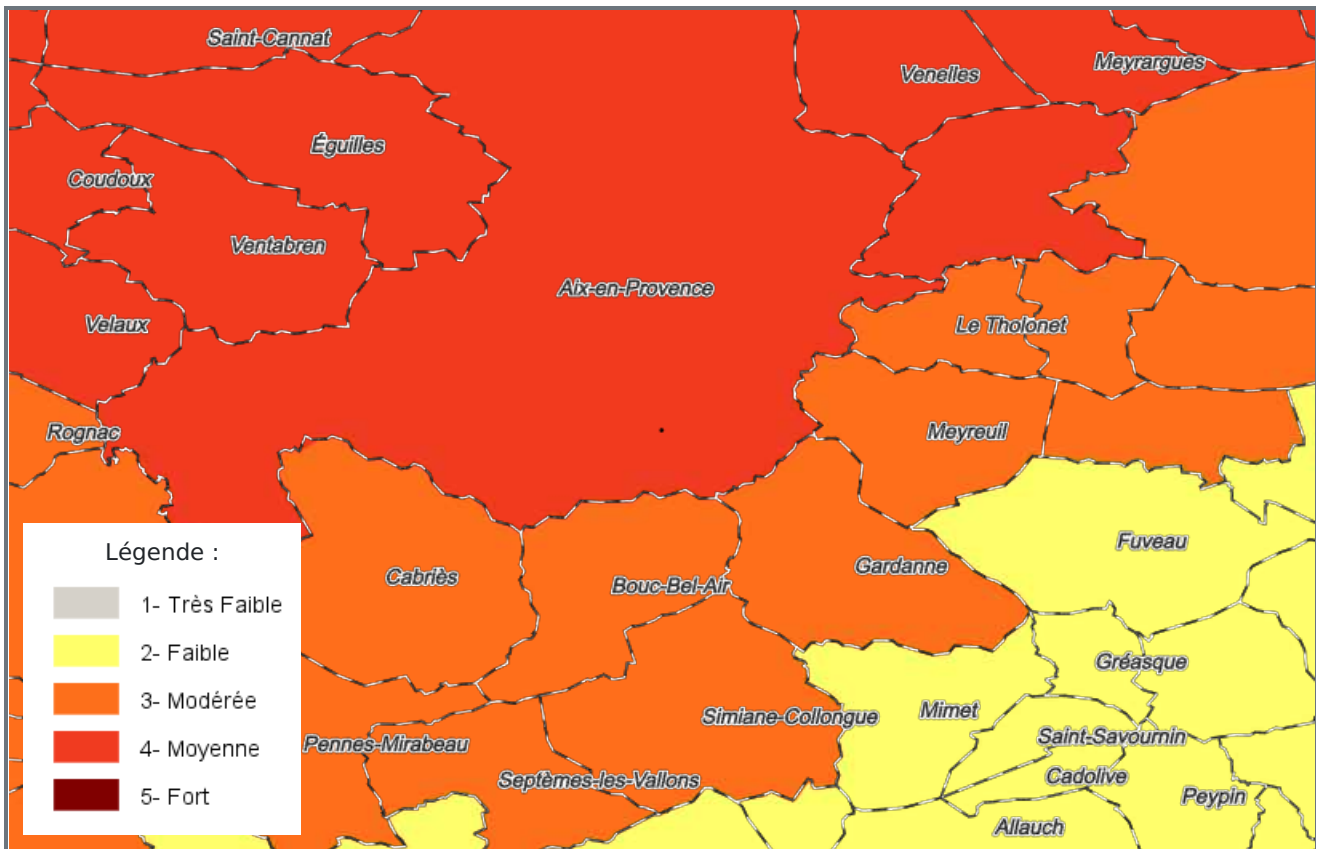 Saint-Cannat
Venelles
Meyrargues
Éguilles
Coudoux
Ventabren
Aix-en-Provence
Velaux
Le Tholonet
Rognac
Meyreuil
Fuveau
Cabriès
Bouc-Bel-Air
Gardanne
Gréasque
Simiane-Collongue
Mimet
Pennes-Mirabeau
Saint-Savournin
Septèmes-les-Vallons
Cadolive
Peypin
Allauch
Légende :
1- Très Faible
2- Faible
3- Modérée
4- Moyenne
5- Fort